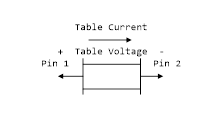 Table Current
+ Table Voltage -
Pin 1 Pin 2